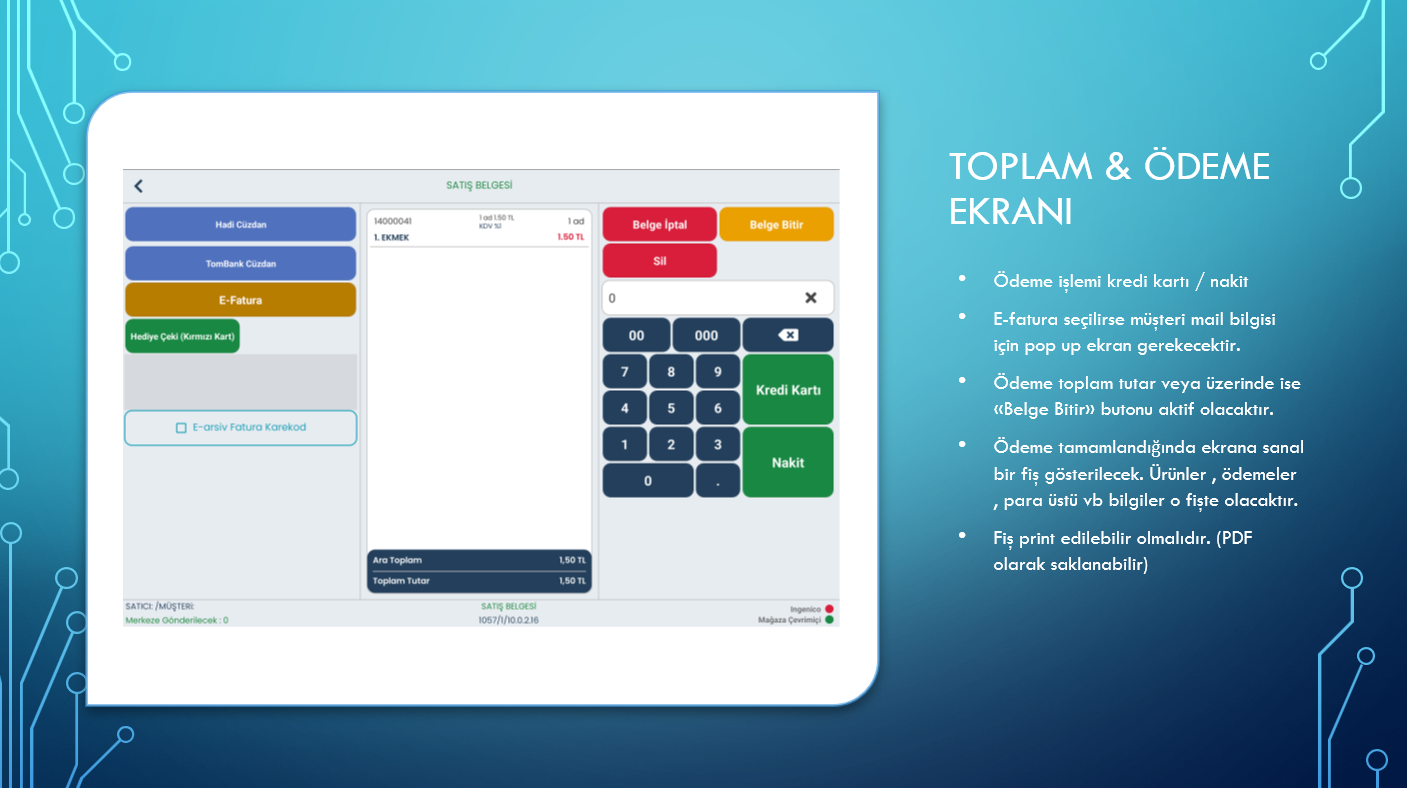 SATIŞ BELGESİ
Hadi Cüzdan
TomBank Cüzdan
E-Fatura
Hediye Çeki (Kırmızı Kart)
E-arsiv Fatura Karekod
14000041
1 ad 1.50 TL
1 ad
1. EKMEK
1.50 TL
Ara Toplam 1,50 TL
Toplam Tutar 1,50 TL
Belge İptal Belge Bitir
Sil
0
00 000
7 8 9
Kredi Kartı
4 5 6
1 2 3
Nakit
0 .
SATICI: /MÜŞTERİ:
Merkeze Gönderilecek : 0
SATIŞ BELGESİ
1057/1/10.0.2.16
Ingenico
Mağaza Çevrimiçi
TOPLAM & ÖDEME
EKRANI
• Ödeme işlemi kredi kartı / nakit
• E-fatura seçilirse müşteri mail bilgisi
için pop up ekran gerekecektir.
• Ödeme toplam tutar veya üzerinde ise
«Belge Bitir» butonu aktif olacaktır.
• Ödeme tamamlandığında ekrana sanal
bir fiş gösterilecek. Ürünler , ödemeler
, para üstü vb bilgiler o fişte olacaktır.
• Fiş print edilebilir olmalıdır. (PDF
olarak saklanabilir)